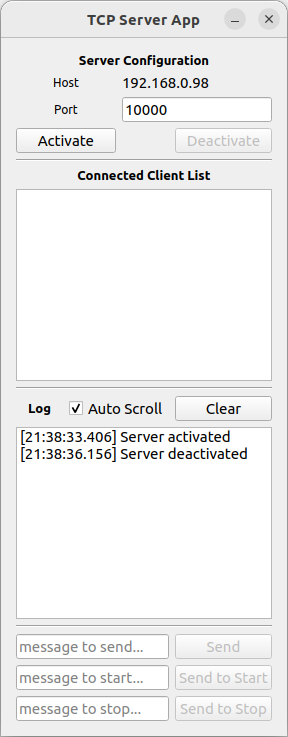 TCP Server App
Server Configuration
Host 192.168.0.98
Port 10000
Activate Deactivate
Connected Client List
Log Auto Scroll Clear
[21:38:33.406] Server activated
[21:38:36.156] Server deactivated
message to send... Send
message to start... Send to Start
message to stop... Send to Stop